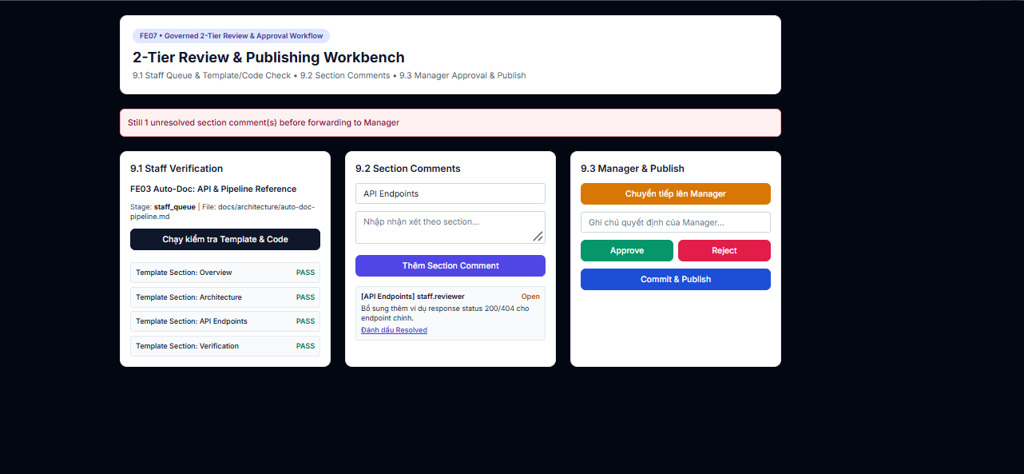 FE07 • Governed 2-Tier Review & Approval Workflow
2-Tier Review & Publishing Workbench
9.1 Staff Queue & Template/Code Check • 9.2 Section Comments • 9.3 Manager Approval & Publish
Still 1 unresolved section comment(s) before forwarding to Manager
9.1 Staff Verification
FE03 Auto-Doc: API & Pipeline Reference
Stage: staff_queue | File: docs/architecture/auto-doc-
pipeline.md
Chạy kiểm tra Template & Code
Template Section: Overview PASS
Template Section: Architecture PASS
Template Section: API Endpoints PASS
Template Section: Verification PASS
9.2 Section Comments
API Endpoints
Nhập nhận xét theo section...
Thêm Section Comment
[API Endpoints] staff.reviewer Open
Bổ sung thêm ví dụ response status 200/404 cho
endpoint chính.
Đánh dấu Resolved
9.3 Manager & Publish
Chuyển tiếp lên Manager
Ghi chú quyết định của Manager...
Approve Reject
Commit & Publish